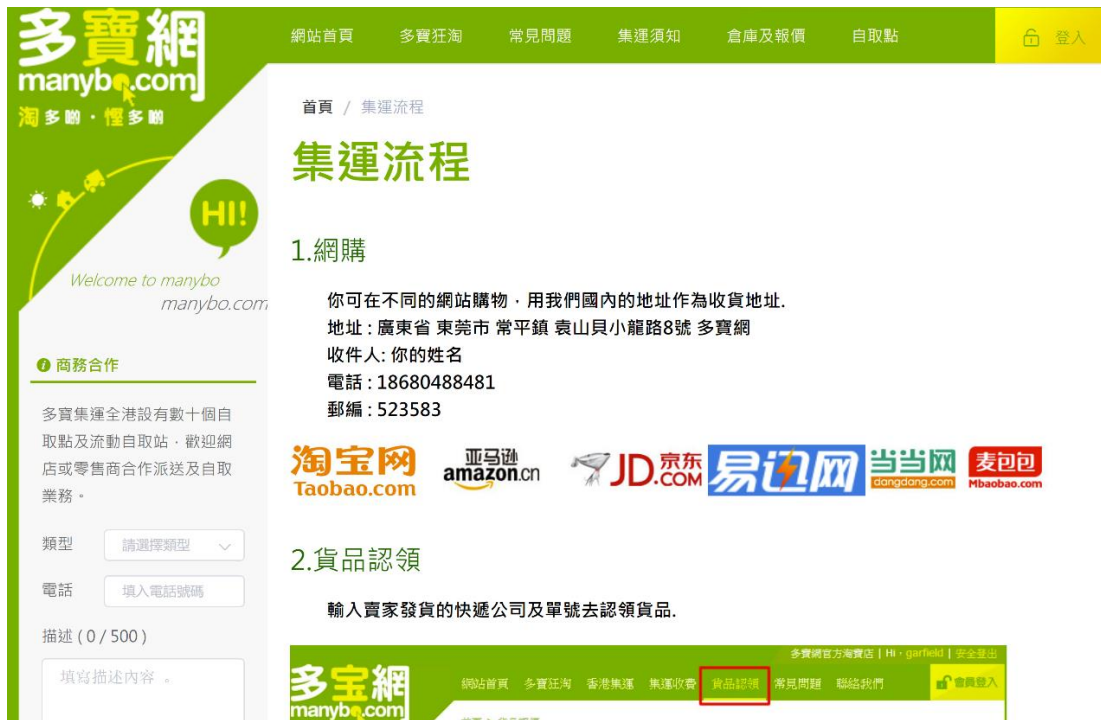 多寶網
manybo.com
淘多啲·慳多啲
網站首頁 多寶狂淘 常見問題 集運須知 倉庫及報價 自取點 登入
HI!
Welcome to manybo
manybo.com
商務合作
多寶集運全港設有數十個自
取點及流動自取站，歡迎網
店或零售商合作派送及自取
業務。
類型 請選擇類型
電話 填入電話號碼
描述 ( 0 / 500 )
填寫描述內容 。
首頁 / 集運流程
集運流程
1.網購
你可在不同的網站購物，用我們國內的地址作為收貨地址.
地址 : 廣東省 東莞市 常平鎮 袁山貝小龍路8號 多寶網
收件人: 你的姓名
電話 : 18680488481
郵編 : 523583
淘宝网 亚马逊 京东 易迅网 当当网 麦包包
Taobao.com amazon.cn JD.COM dangdang.com Mbaobao.com
2.貨品認領
輸入賣家發貨的快遞公司及單號去認領貨品.
多寶網官方淘寶店 | Hi，garfield | 安全登出
多宝網
manybo.com
網站首頁 多寶狂淘 香港集運 集運收費 貨品認領 常見問題 聯絡我們 會員登入